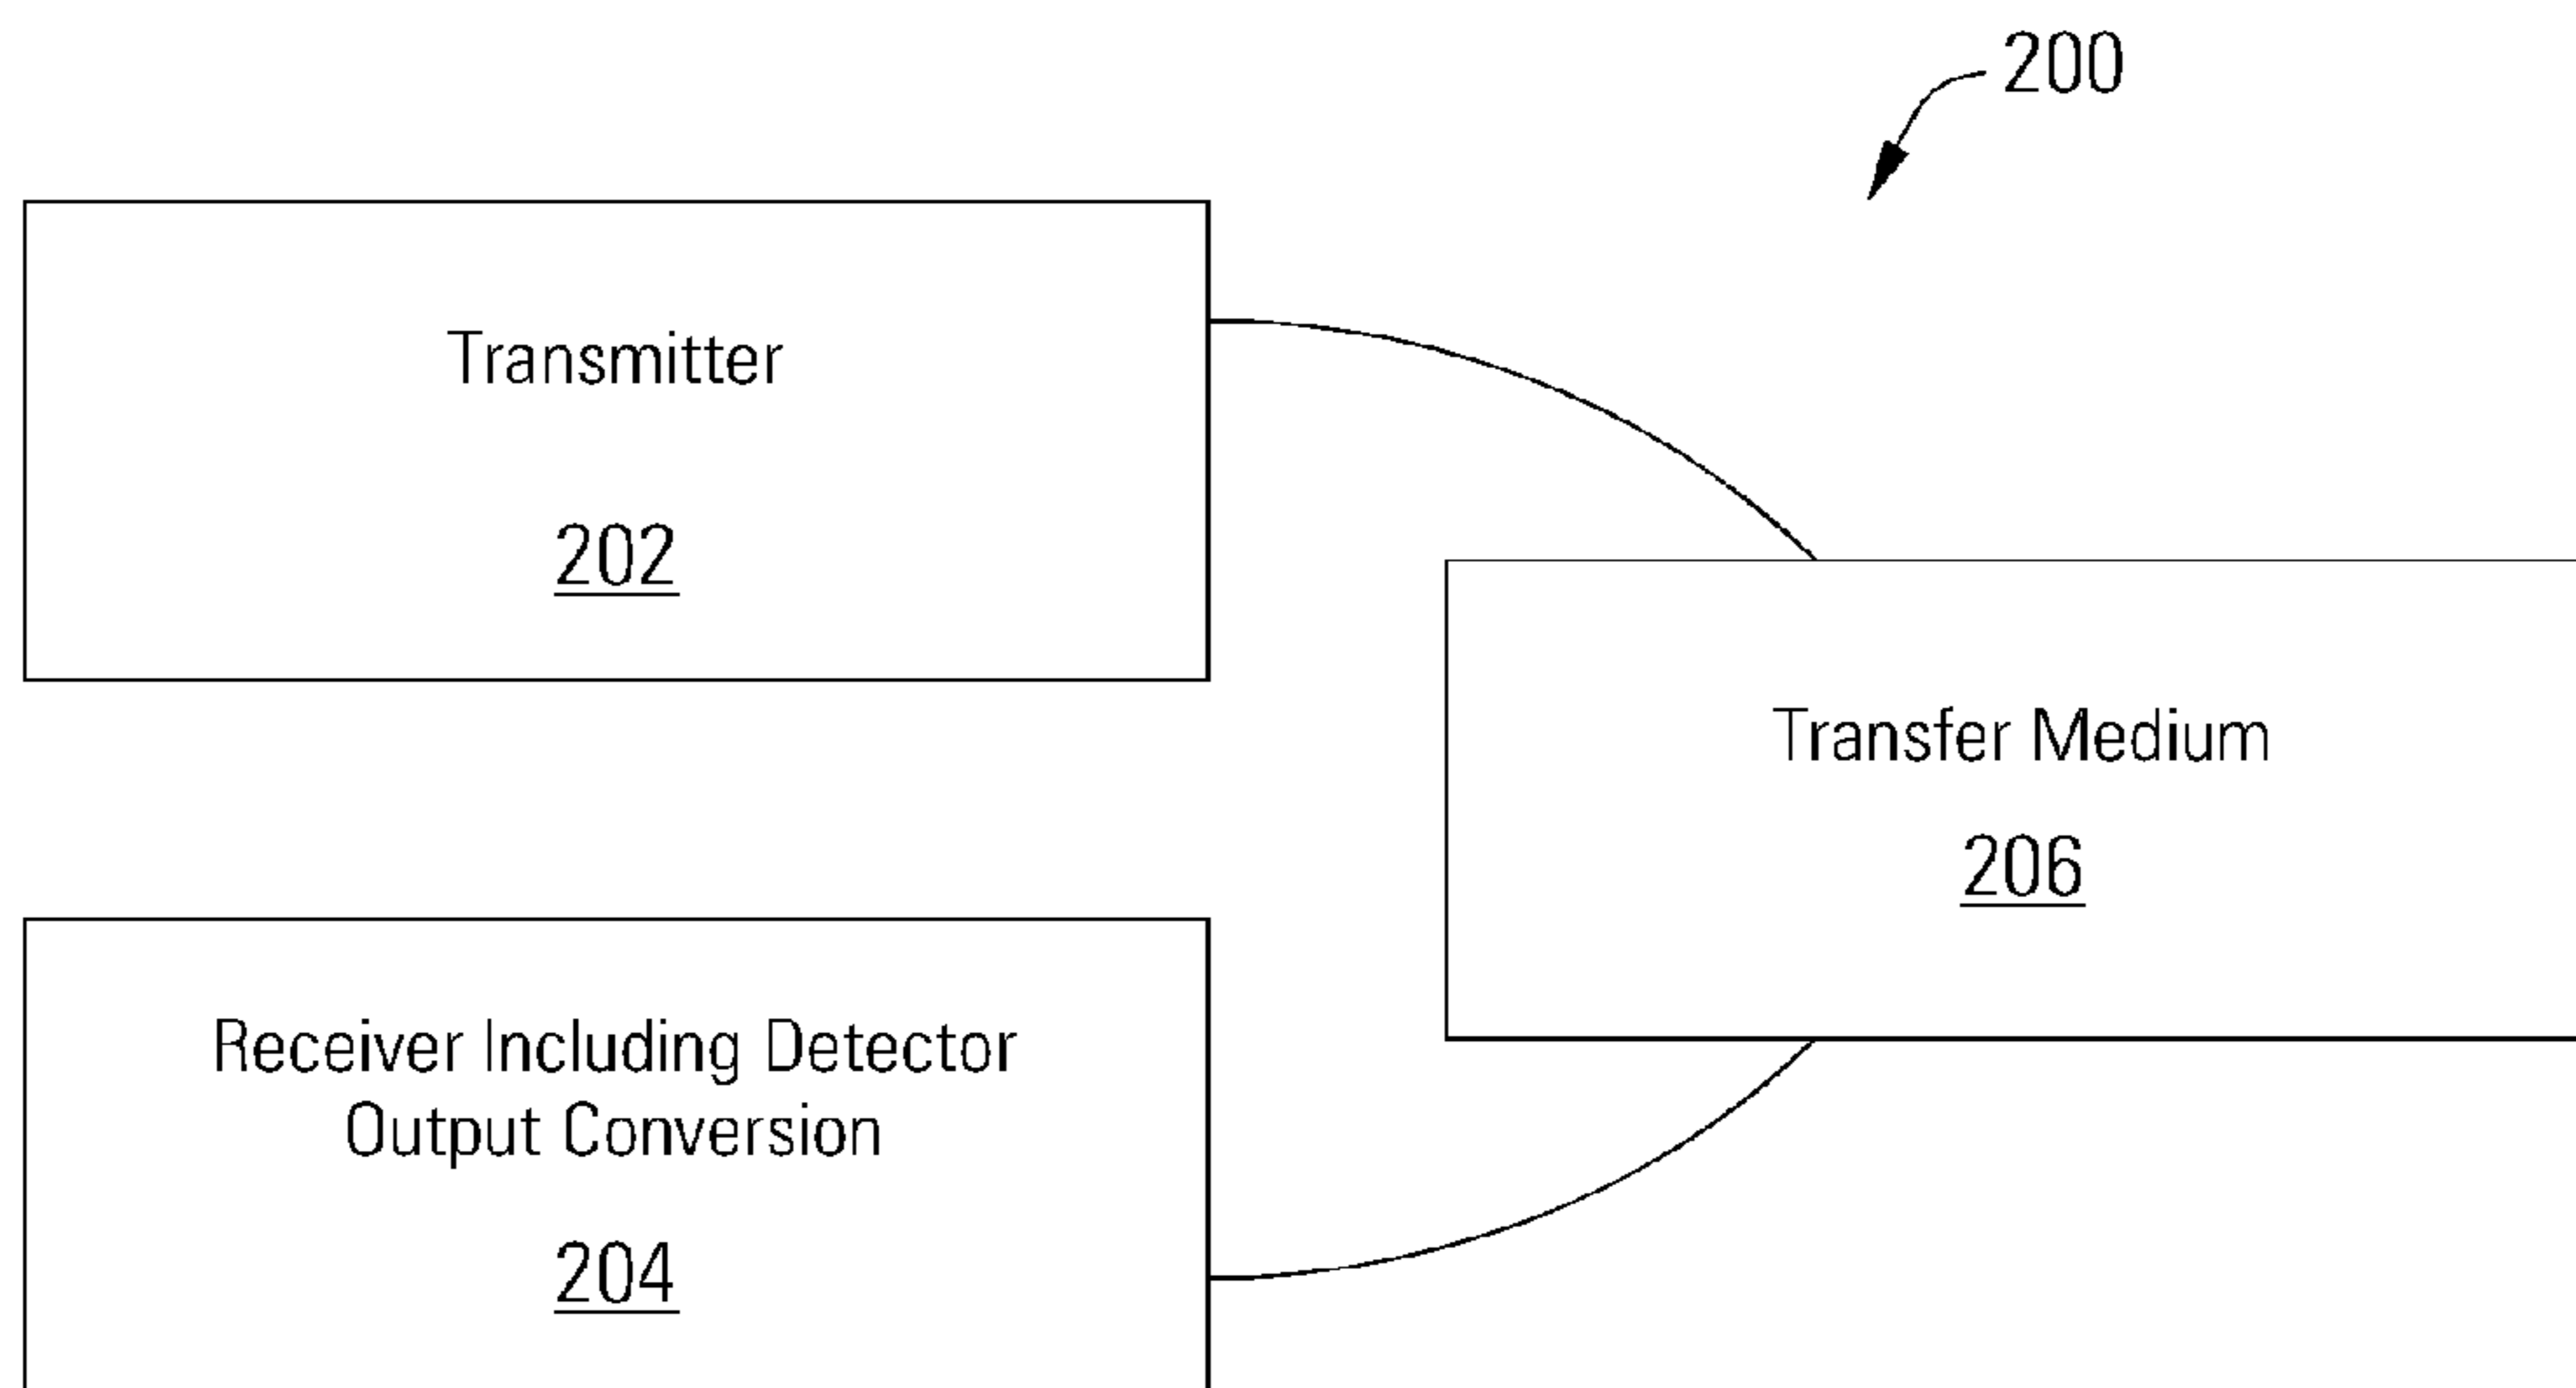 200
Transmitter
202
Transfer Medium
206
Receiver Including Detector
Output Conversion
204